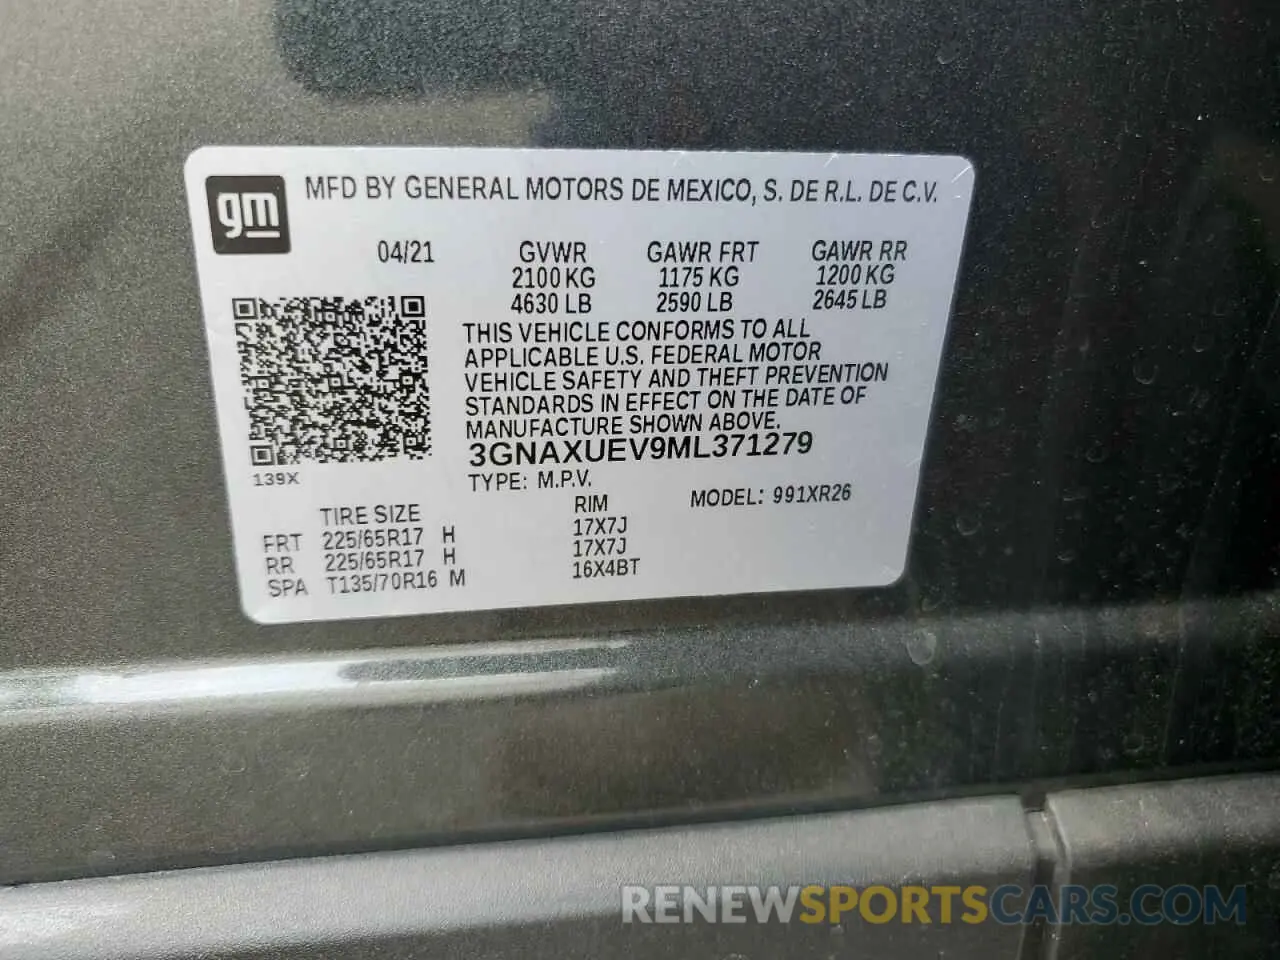 gm
MFD BY GENERAL MOTORS DE MEXICO, S. DE R.L. DE C.V.
04/21 GVWR GAWR FRT GAWR RR
2100 KG 1175 KG 1200 KG
4630 LB 2590 LB 2645 LB
THIS VEHICLE CONFORMS TO ALL
APPLICABLE U.S. FEDERAL MOTOR
VEHICLE SAFETY AND THEFT PREVENTION
STANDARDS IN EFFECT ON THE DATE OF
MANUFACTURE SHOWN ABOVE.
3GNAXUEV9ML371279
139X
TYPE: M.P.V.
MODEL: 991XR26
TIRE SIZE RIM
FRT 225/65R17 H 17X7J
RR 225/65R17 H 17X7J
SPA T135/70R16 M 16X4BT
RENEWSPORTSCARS.COM